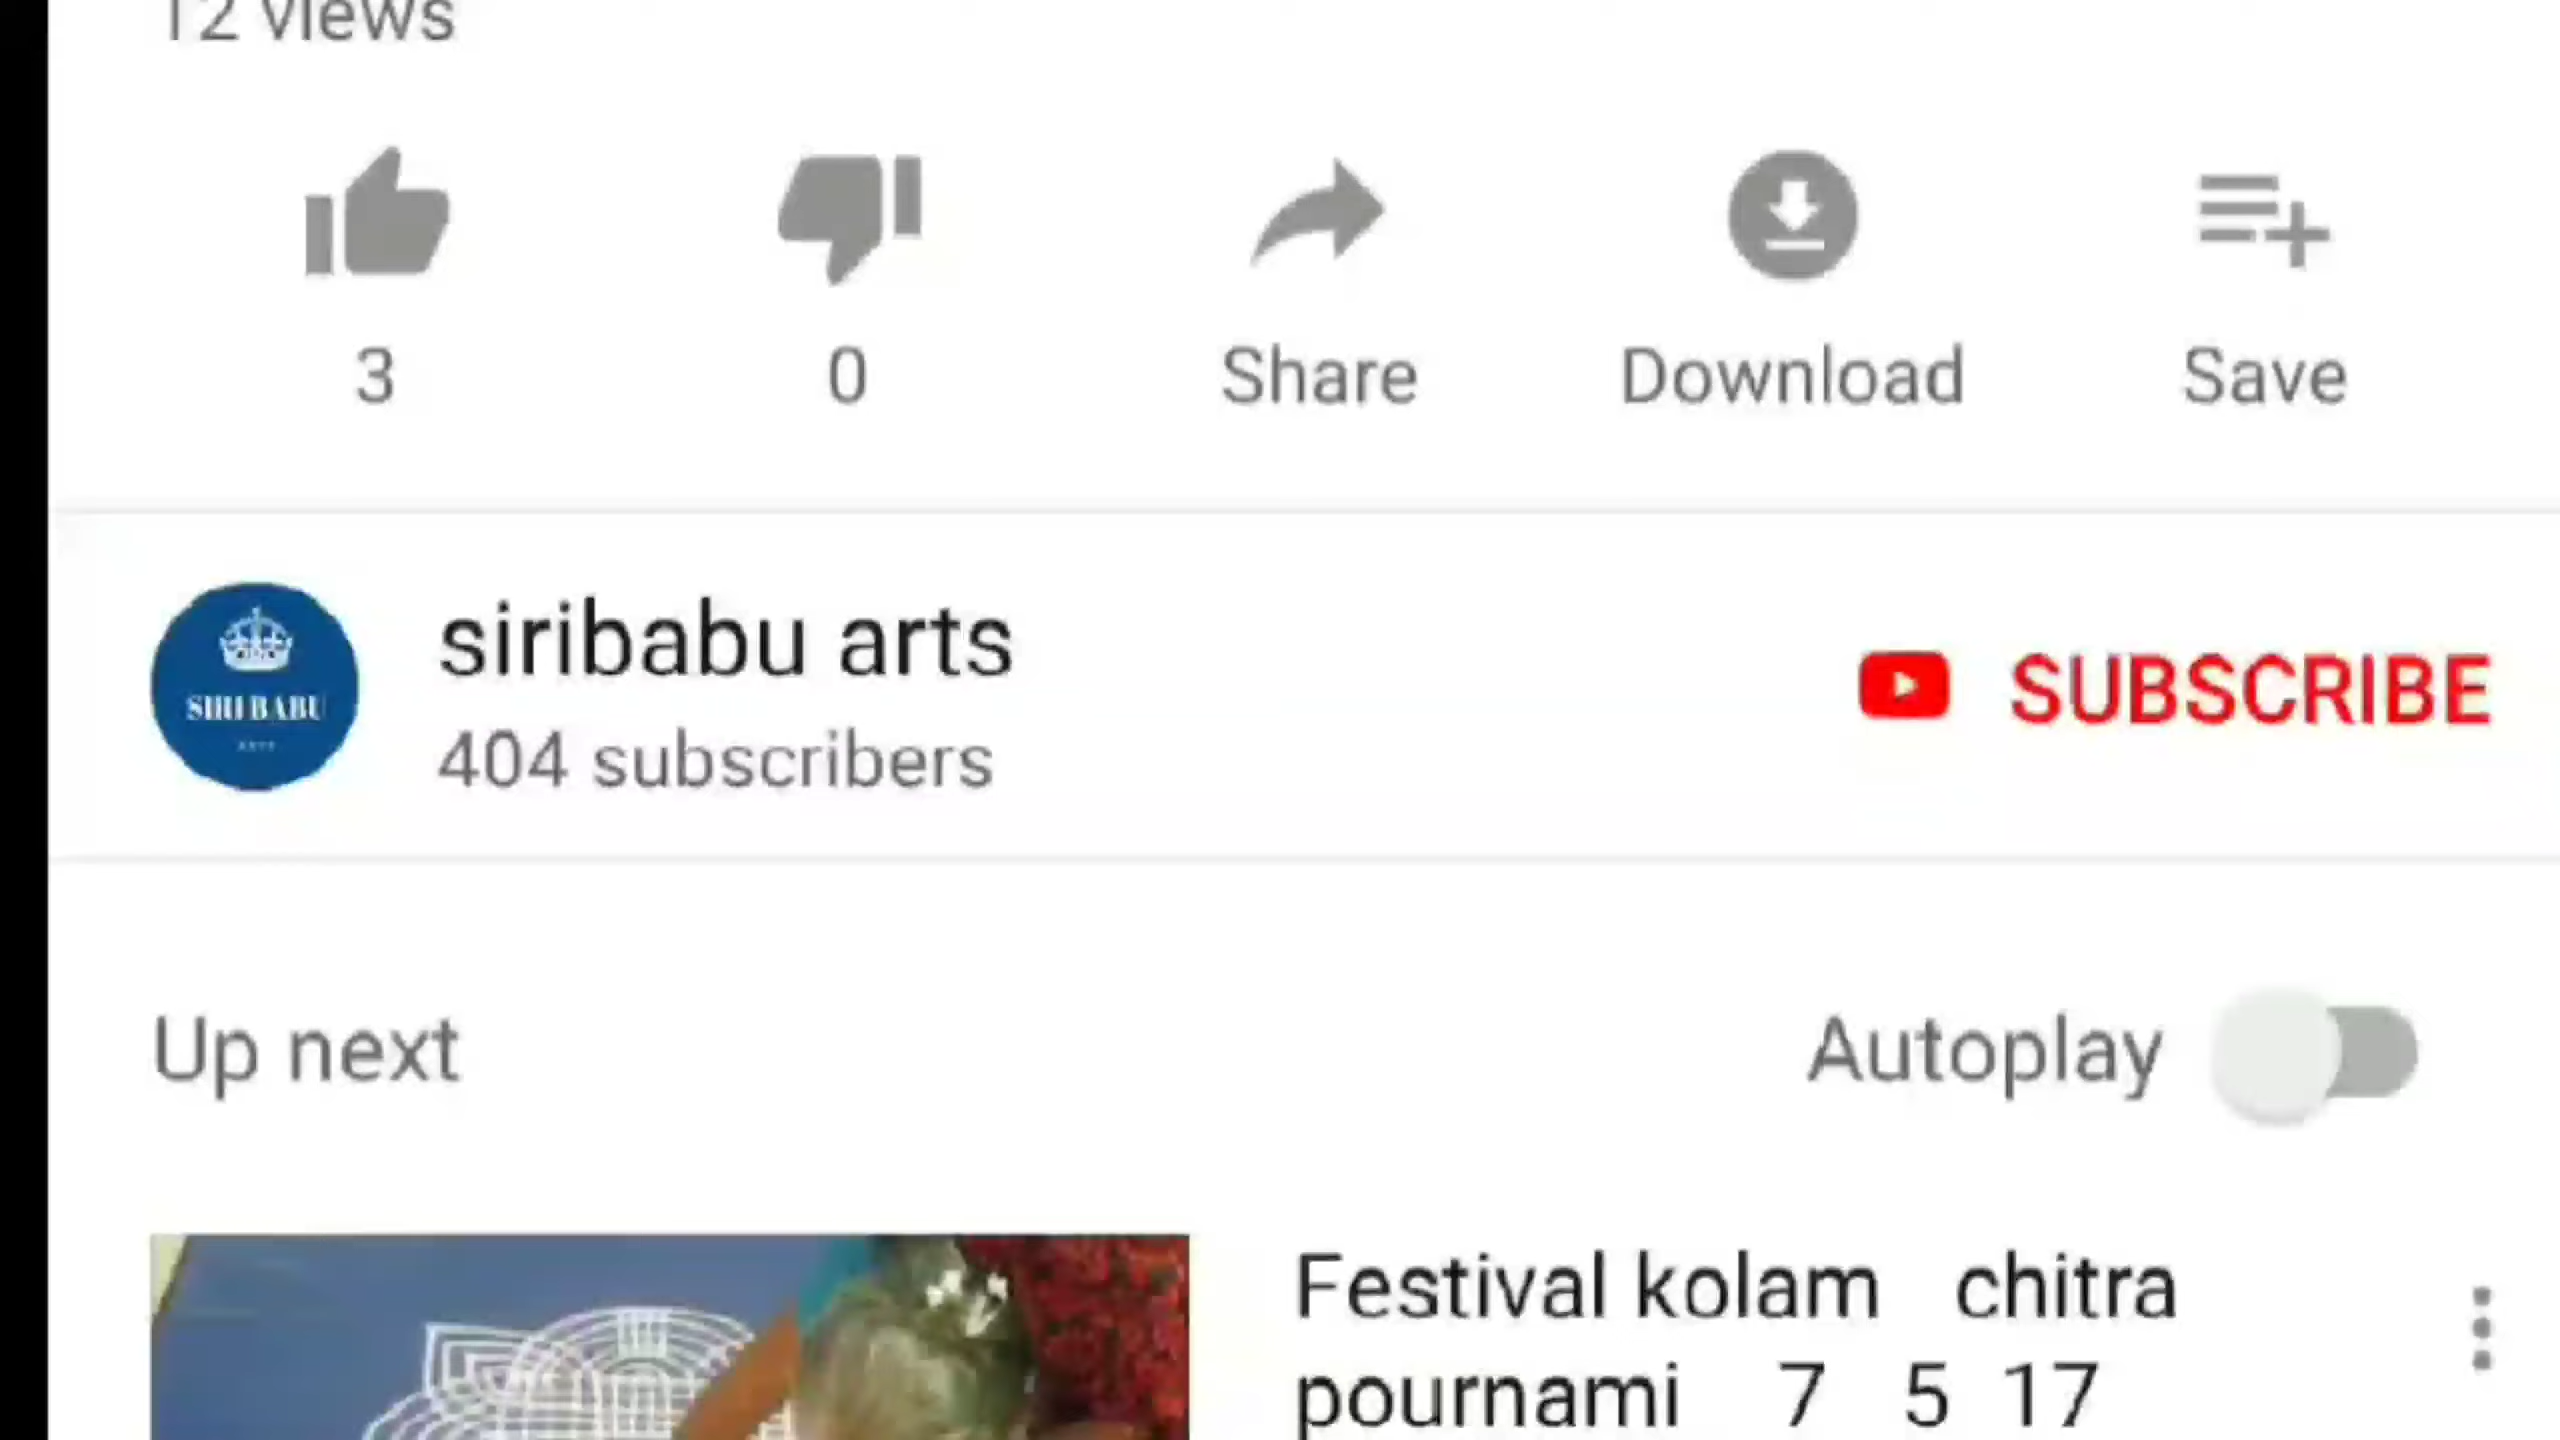 12 views
3 0 Share Download Save
siribabu arts
SIRI BABU
SUBSCRIBE
404 subscribers
Up next Autoplay
Festival kolam chitra
pournami 7 5 17